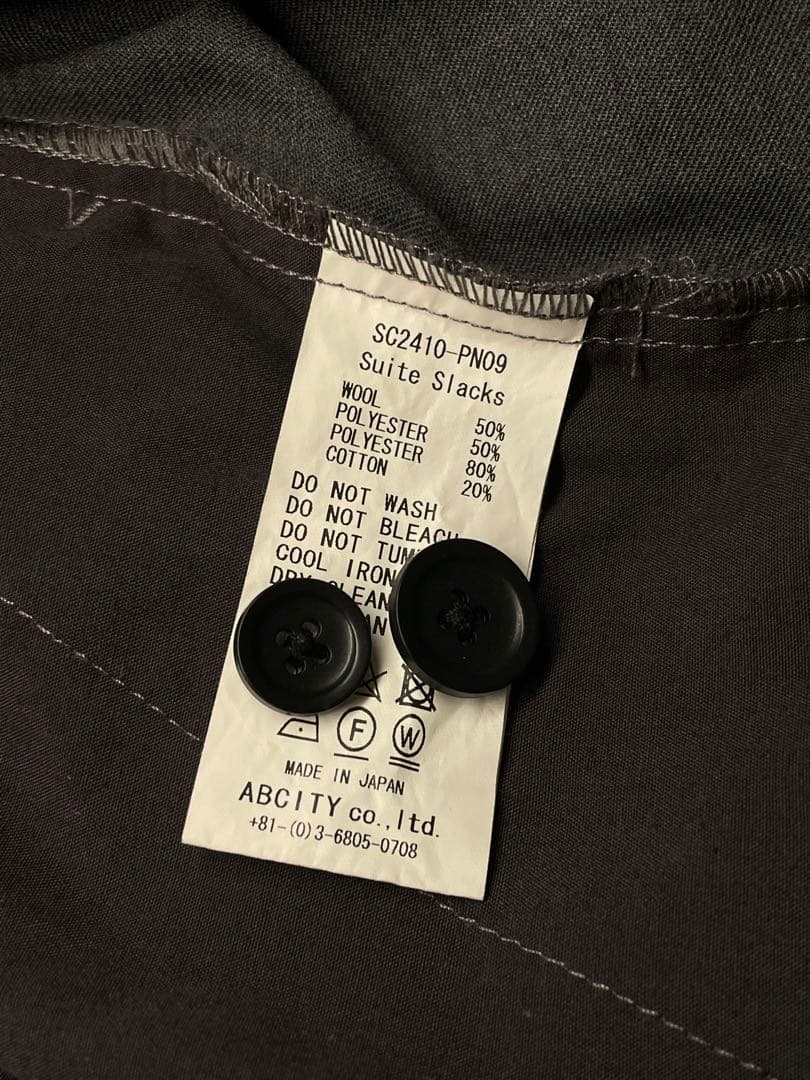 SC2410-PN09
Suite Slacks
WOOL 50%
POLYESTER 50%
POLYESTER 80%
COTTON 20%
DO NOT WASH
DO NOT BLEACH
DO NOT
COOL IRON
F W
MADE IN JAPAN
ABCITY co.,ltd.
+81-(0)3-6805-0708